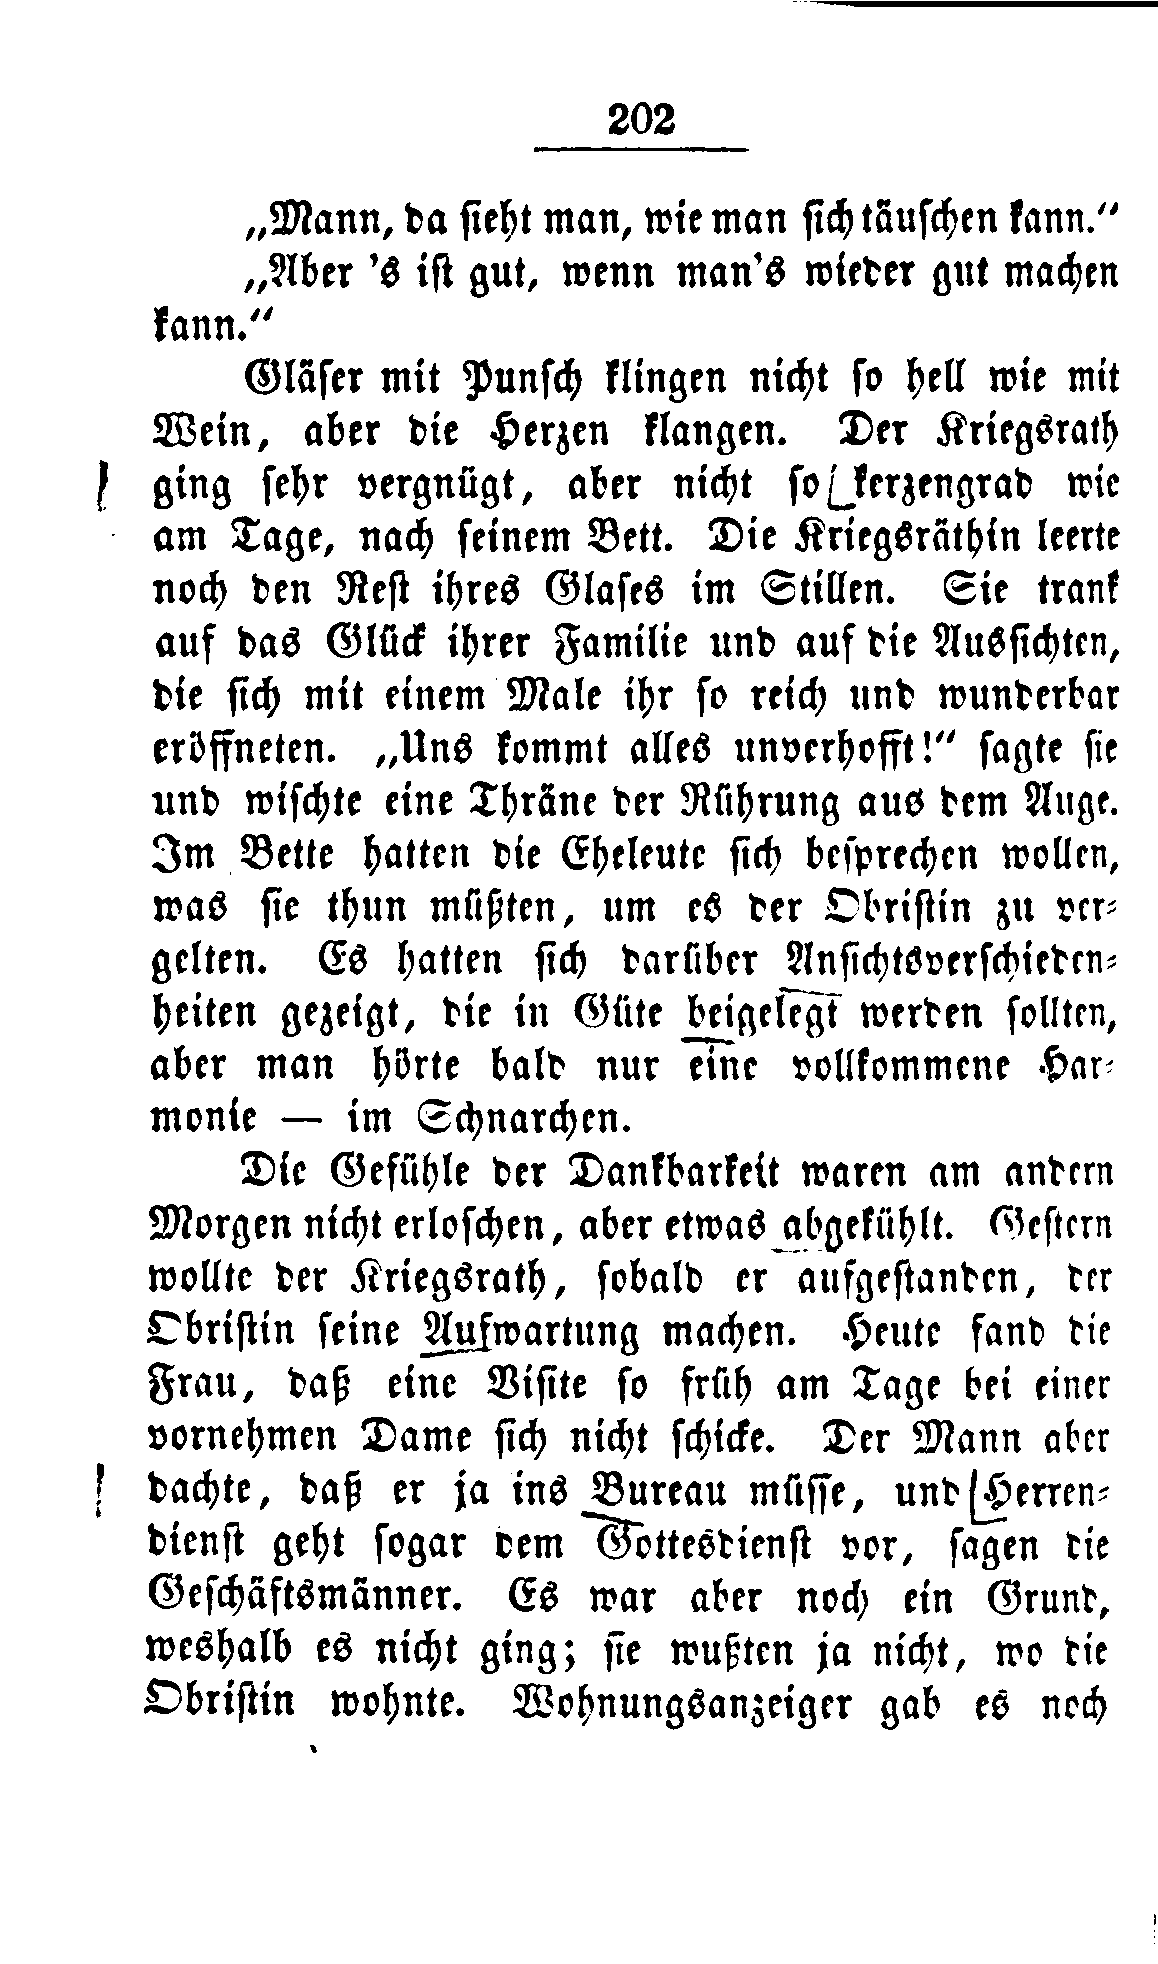 202
„Mann, da sieht man, wie man sich täuschen kann.“
„Aber 's ist gut, wenn man's wieder gut machen
kann.“
Gläser mit Punsch klingen nicht so hell wie mit
Wein, aber die Herzen klangen. Der Kriegsrath
ging sehr vergnügt, aber nicht so kerzengrad wie
am Tage, nach seinem Bett. Die Kriegsräthin leerte
noch den Rest ihres Glases im Stillen. Sie trank
auf das Glück ihrer Familie und auf die Aussichten,
die sich mit einem Male ihr so reich und wunderbar
eröffneten. „Uns kommt alles unverhofft!“ sagte sie
und wischte eine Thräne der Rührung aus dem Auge.
Im Bette hatten die Eheleute sich besprechen wollen,
was sie thun müßten, um es der Obristin zu ver-
gelten. Es hatten sich darüber Ansichtsverschieden-
heiten gezeigt, die in Güte beigelegt werden sollten,
aber man hörte bald nur eine vollkommene Har-
monie — im Schnarchen.
Die Gefühle der Dankbarkeit waren am andern
Morgen nicht erloschen, aber etwas abgekühlt. Gestern
wollte der Kriegsrath, sobald er aufgestanden, der
Obristin seine Aufwartung machen. Heute fand die
Frau, daß eine Visite so früh am Tage bei einer
vornehmen Dame sich nicht schicke. Der Mann aber
dachte, daß er ja ins Bureau müsse, und Herren-
dienst geht sogar dem Gottesdienst vor, sagen die
Geschäftsmänner. Es war aber noch ein Grund,
weshalb es nicht ging; sie wußten ja nicht, wo die
Obristin wohnte. Wohnungsanzeiger gab es noch